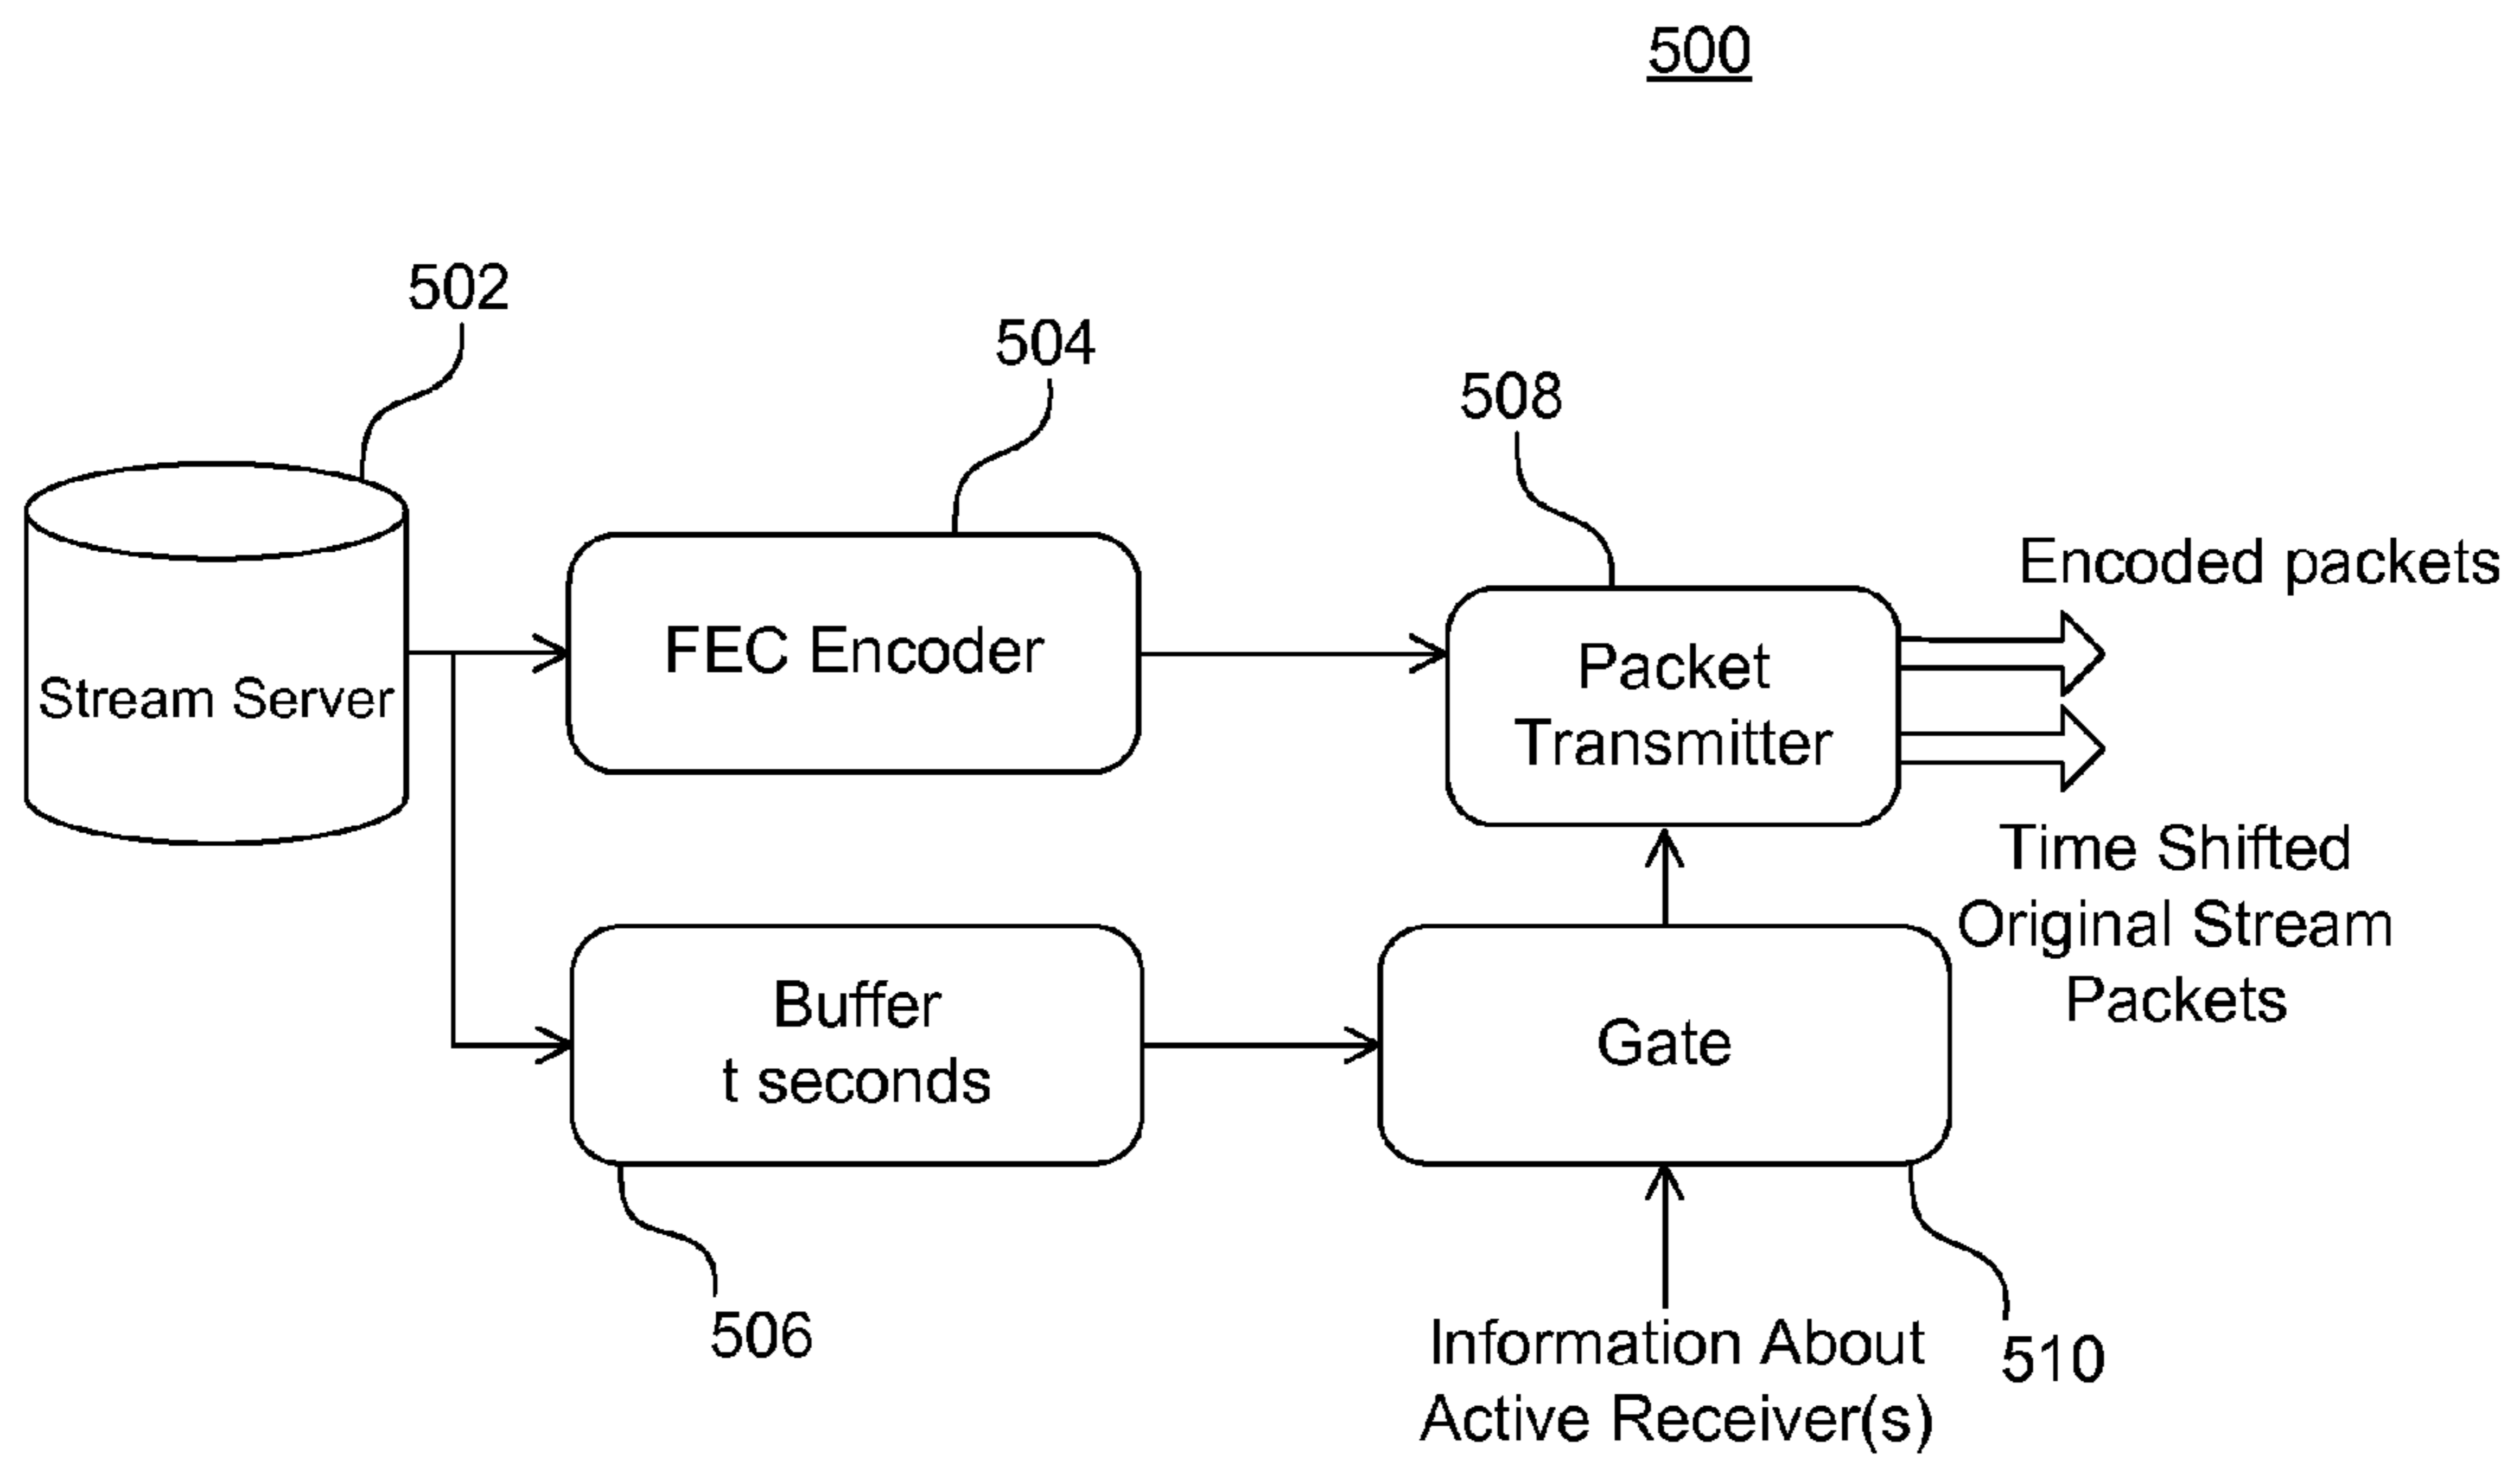 500
502
504
508
Encoded packets
Stream Server
FEC Encoder
Packet
Transmitter
Time Shifted
Original Stream
Packets
Buffer
t seconds
Gate
506
Information About
Active Receiver(s)
510